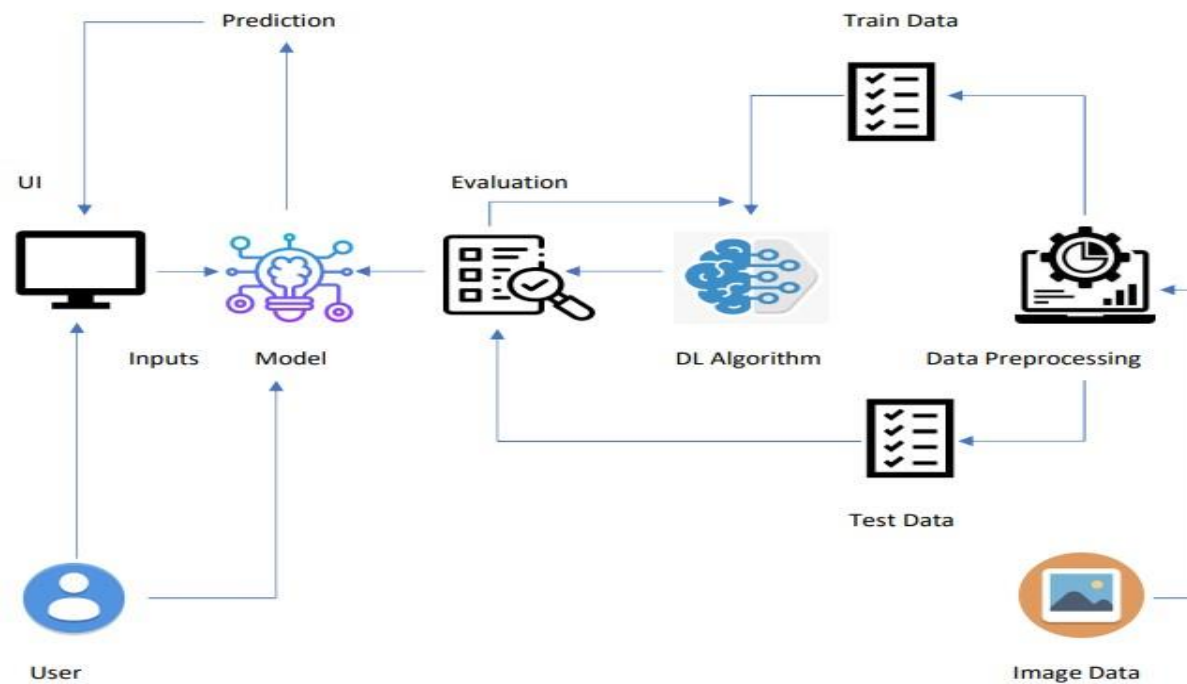 Prediction
Train Data
UI
Evaluation
Inputs
Model
DL Algorithm
Data Preprocessing
Test Data
User
Image Data